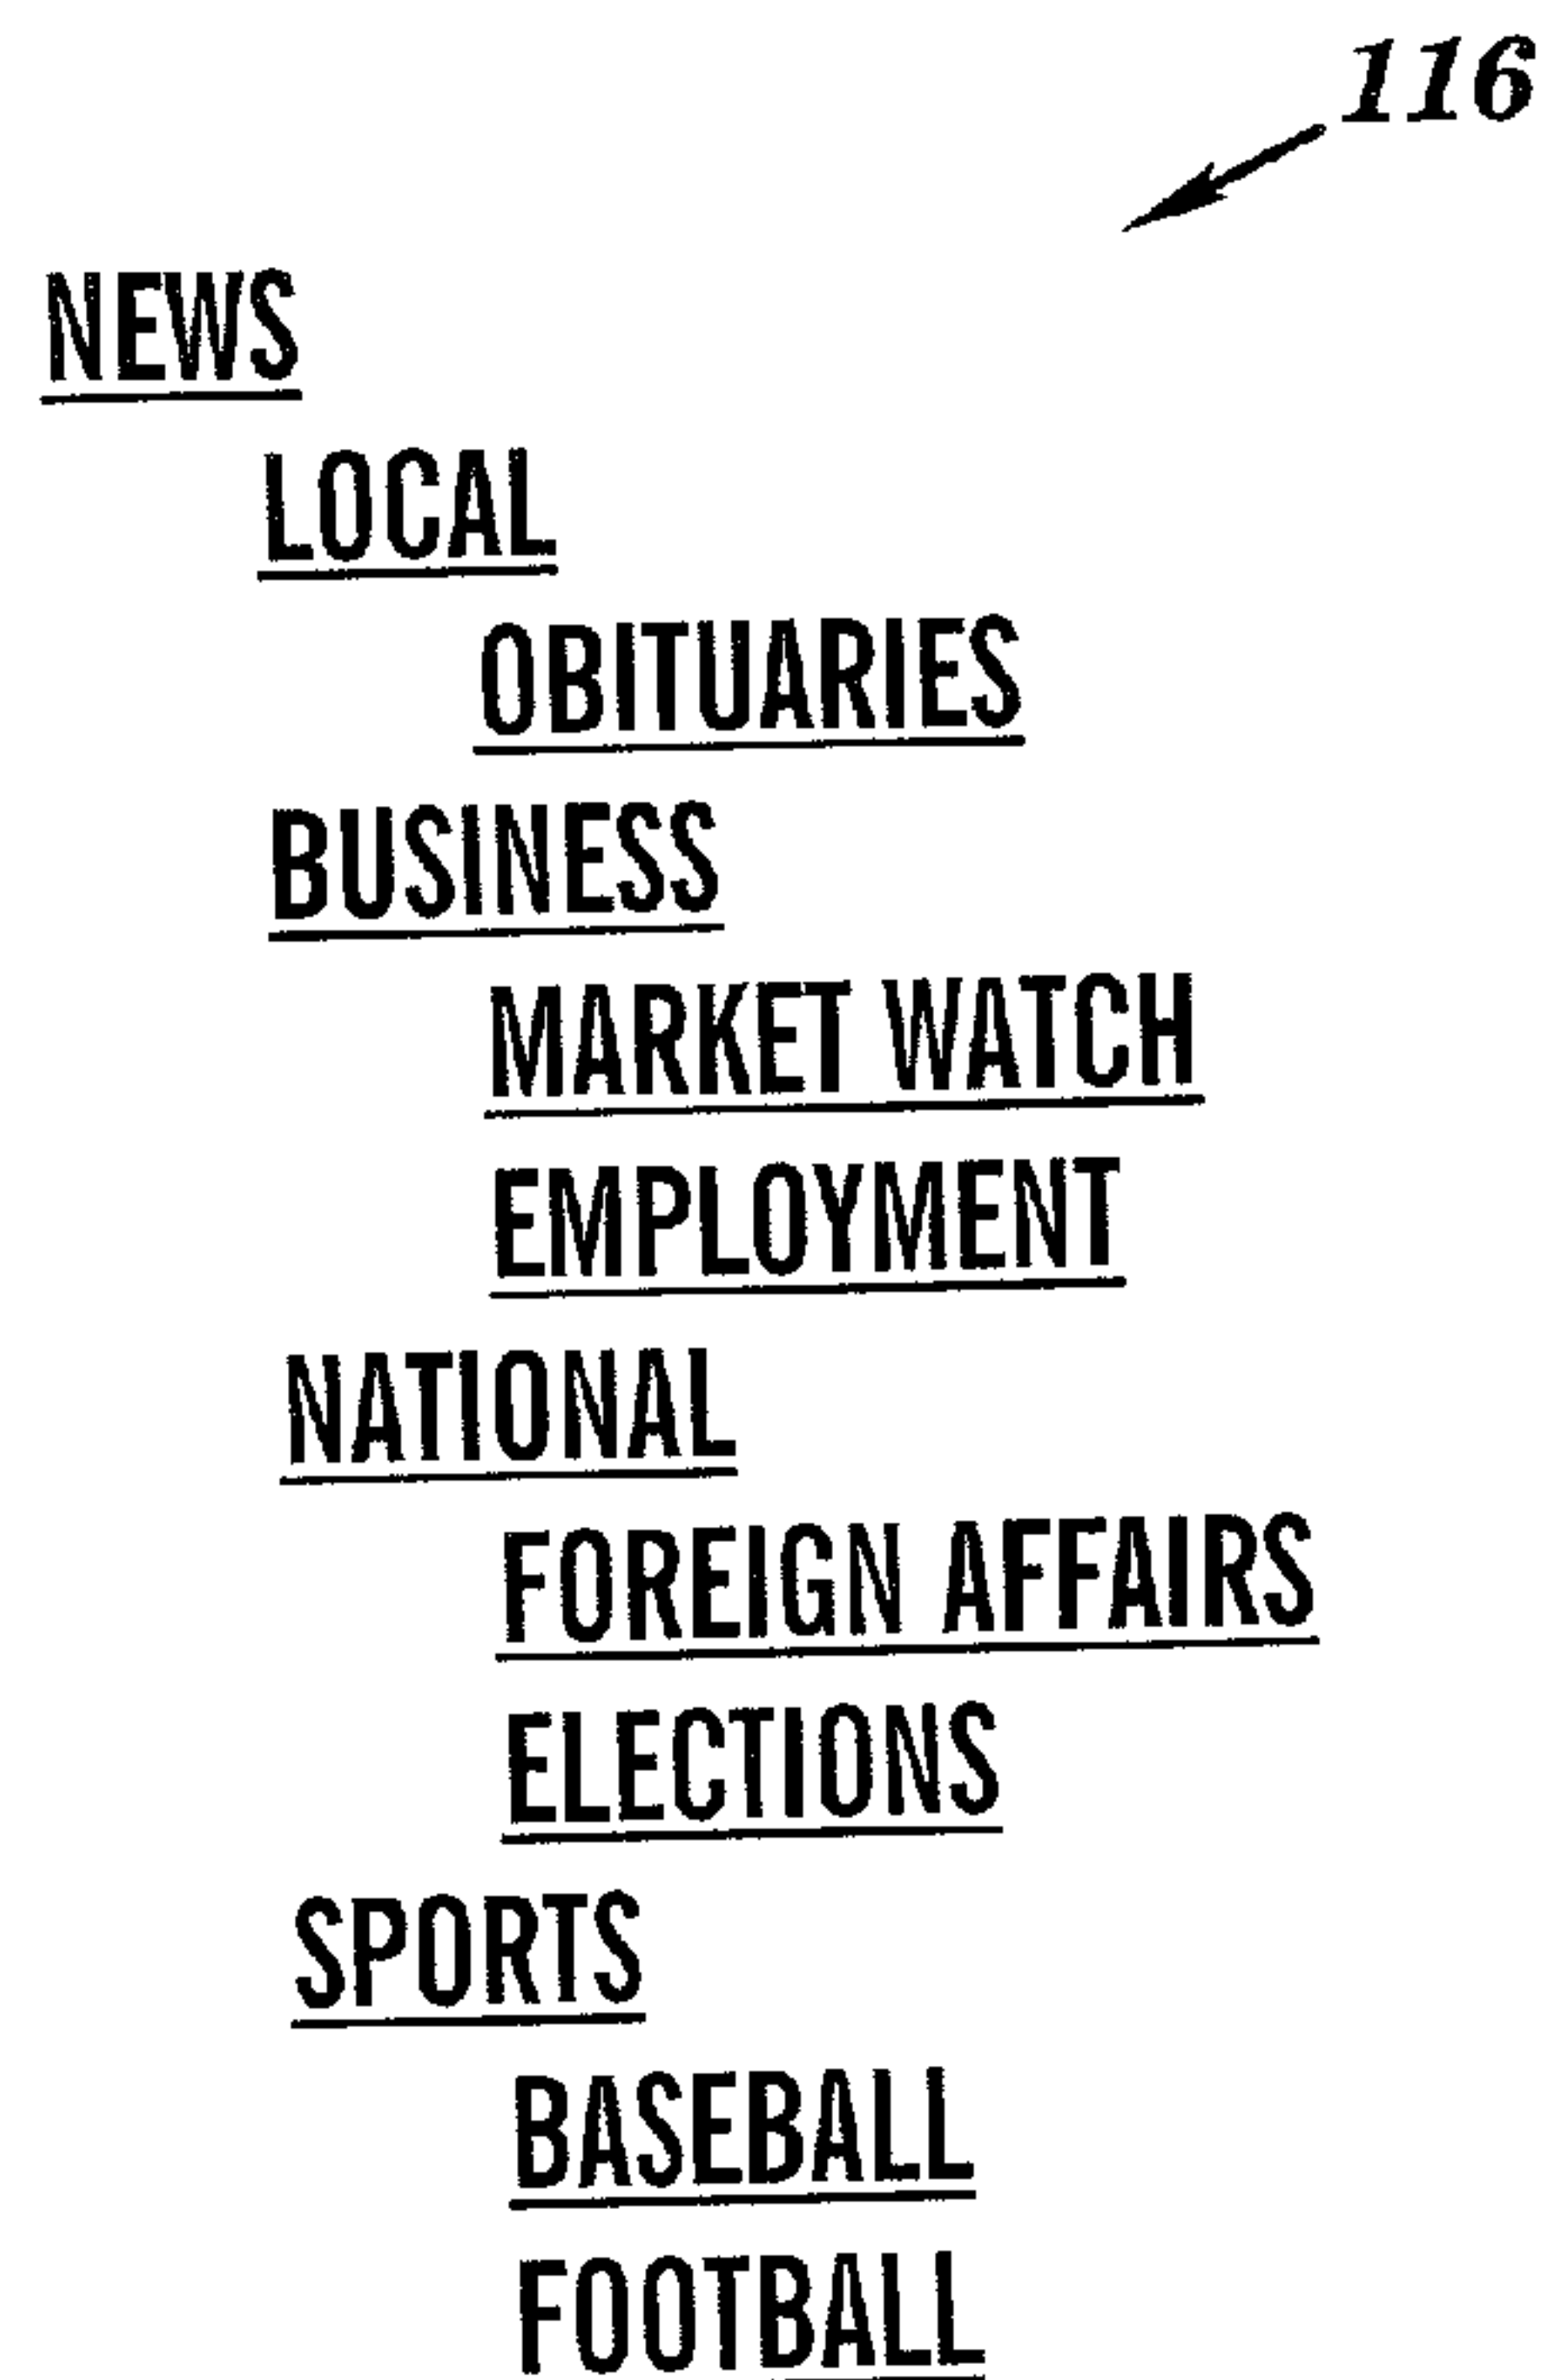 116
NEWS
LOCAL
OBITUARIES
BUSINESS
MARKET WATCH
EMPLOYMENT
NATIONAL
FOREIGN AFFAIRS
ELECTIONS
SPORTS
BASEBALL
FOOTBALL